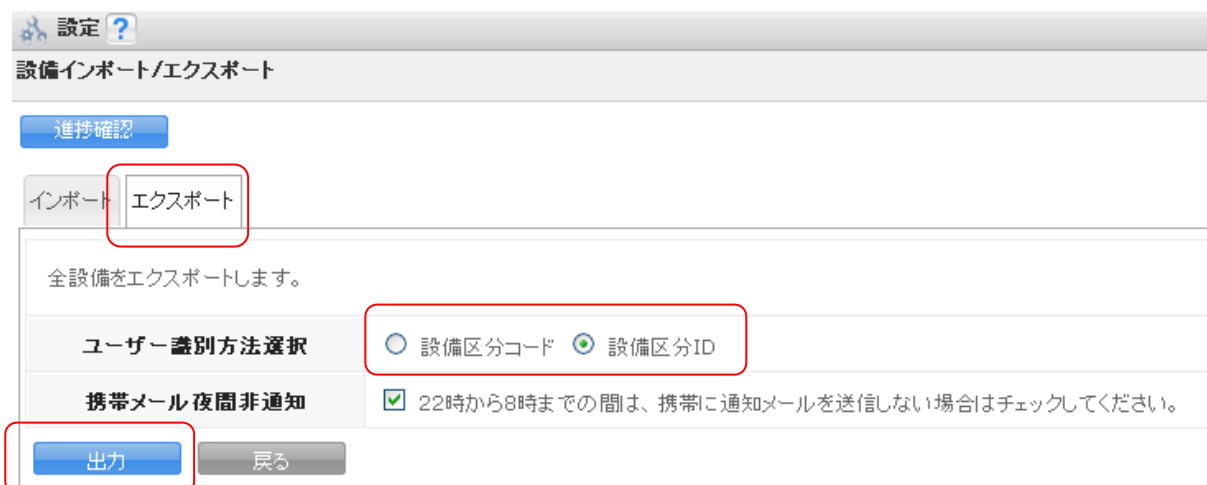 設定 ?
設備インポート/エクスポート
進捗確認
インポート エクスポート
全設備をエクスポートします。
ユーザー識別方法選択 設備区分コード 設備区分ID
携帯メール夜間非通知 22時から8時までの間は、携帯に通知メールを送信しない場合はチェックしてください。
出力 戻る